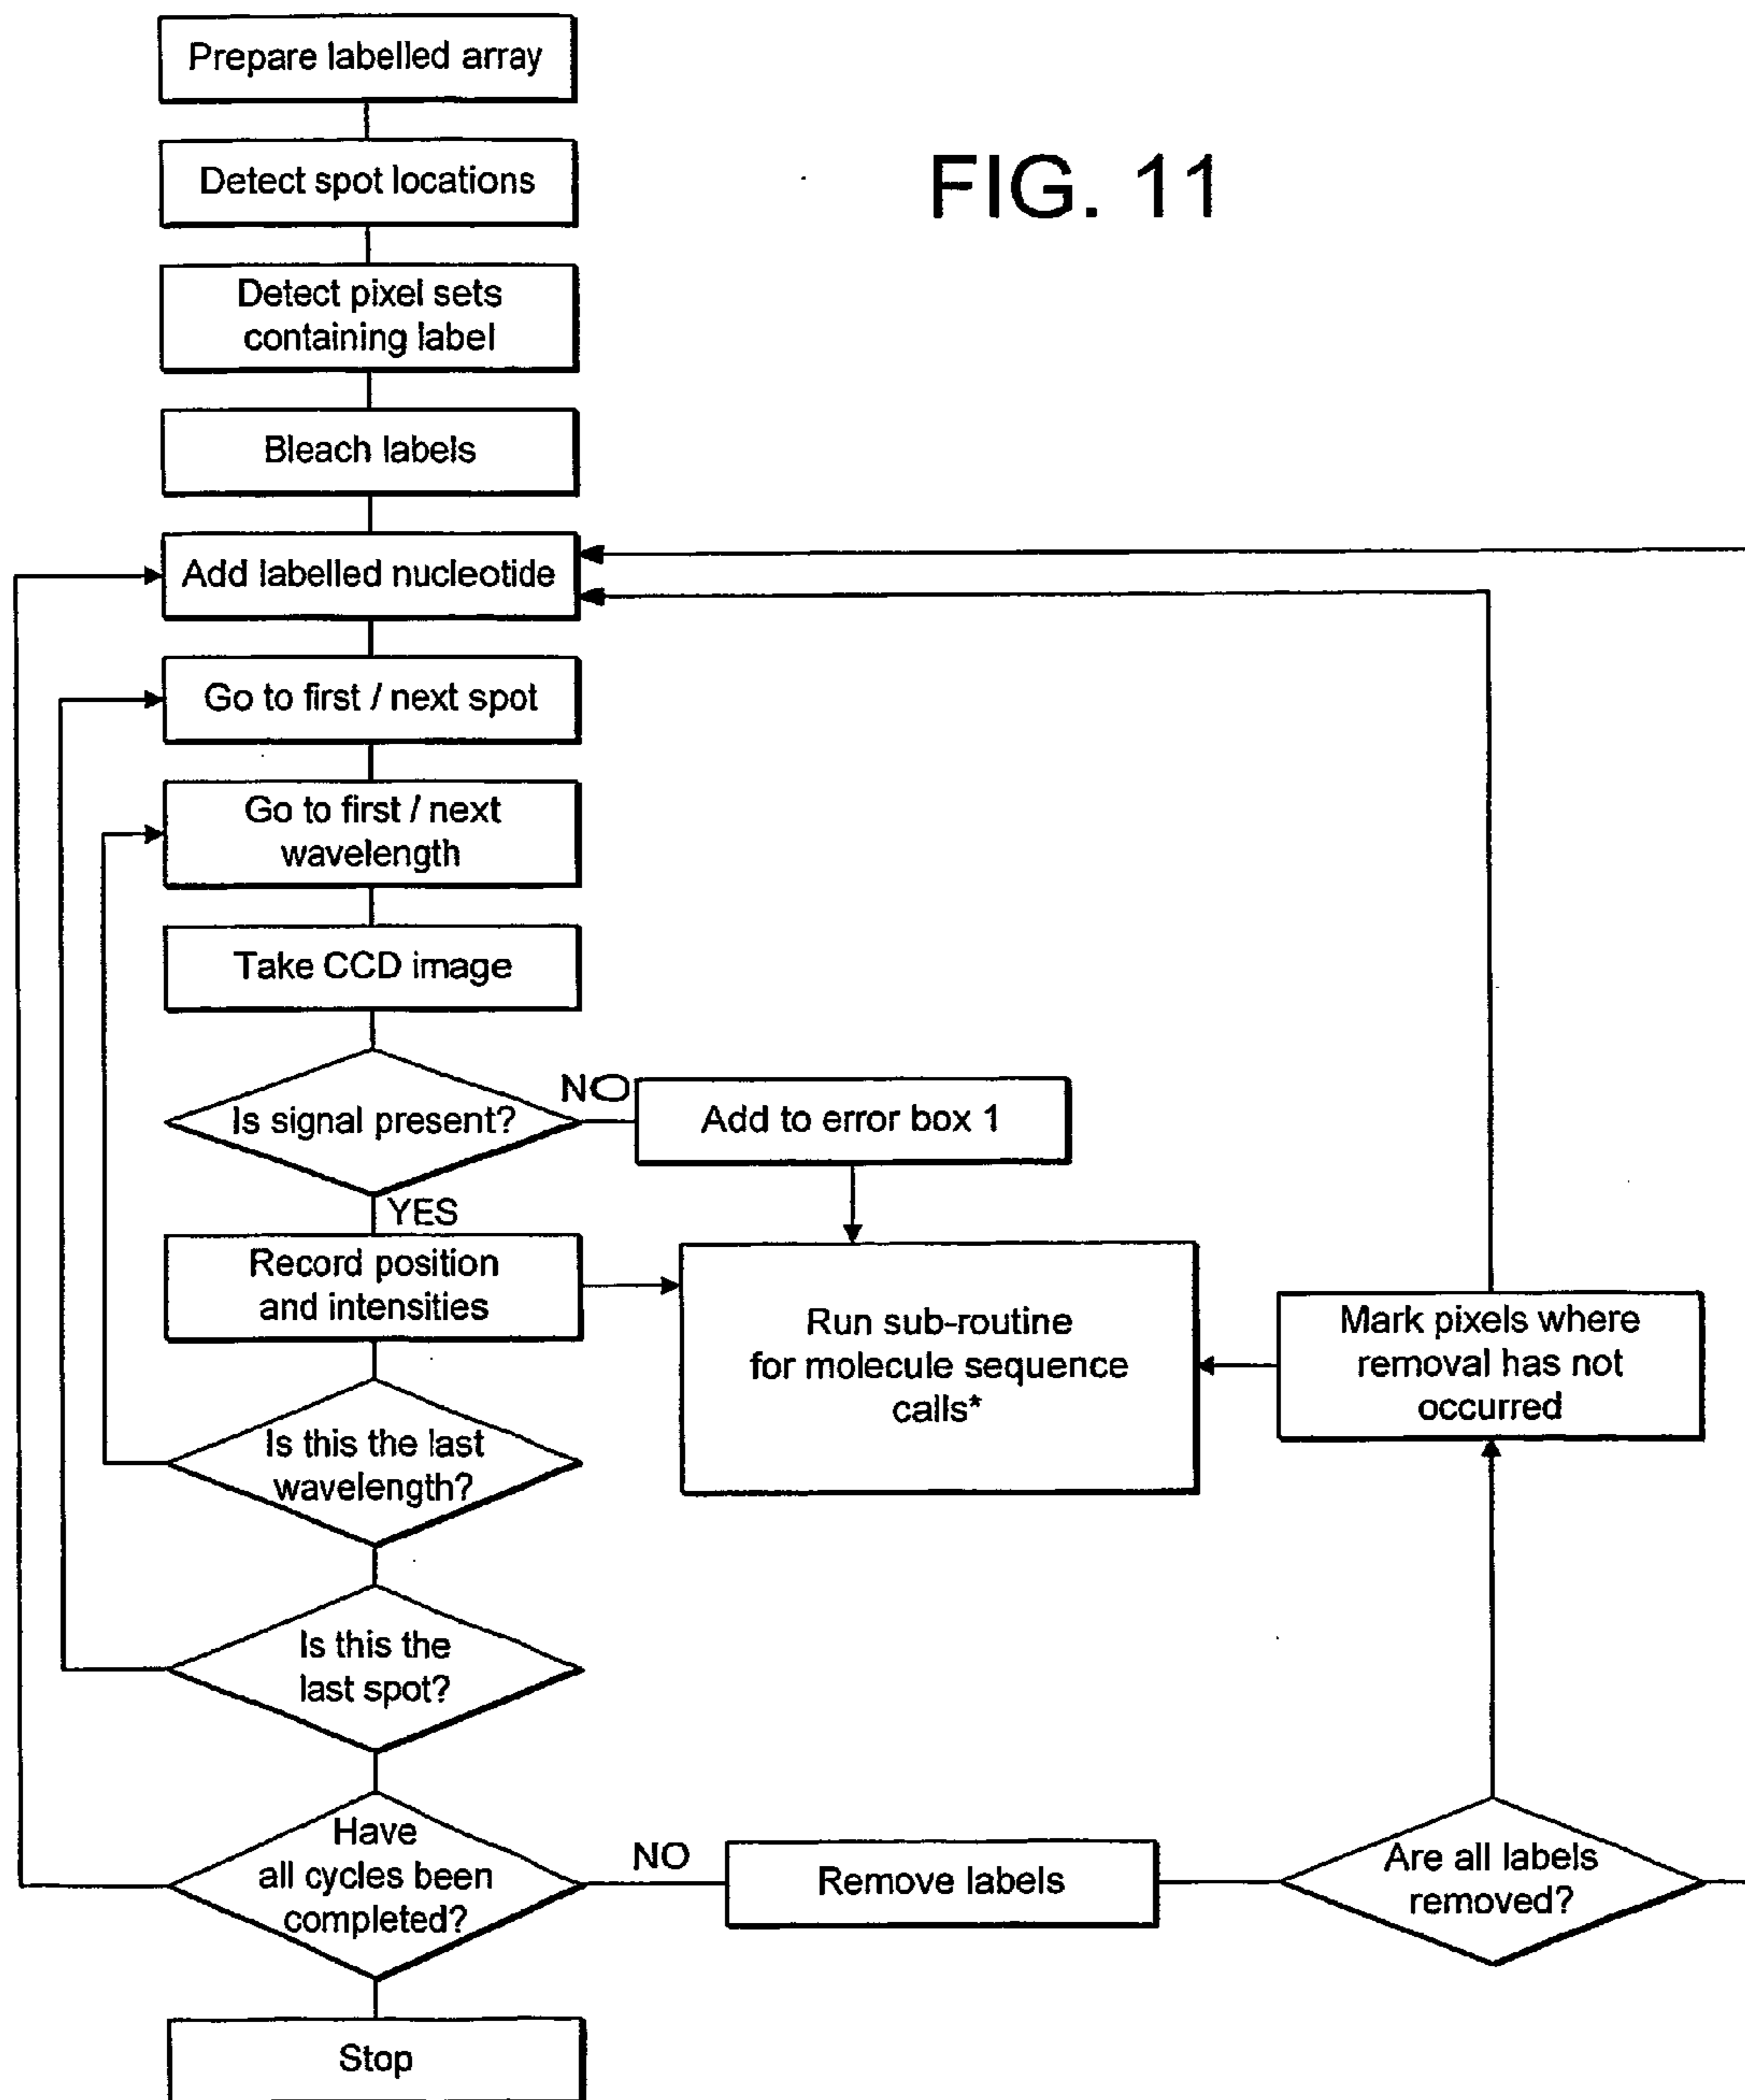 Prepare labelled array
FIG. 11
Detect spot locations
Detect pixel sets
containing label
Bleach labels
Add labelled nucleotide
Go to first / next spot
Go to first / next
wavelength
Take CCD image
Is signal present?
NO
Add to error box 1
YES
Record position
and intensities
Run sub-routine
for molecule sequence
calls*
Mark pixels where
removal has not
occurred
Is this the last
wavelength?
Is this the
last spot?
Have
all cycles been
completed?
NO
Remove labels
Are all labels
removed?
Stop